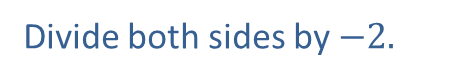 Divide both sides by −2.